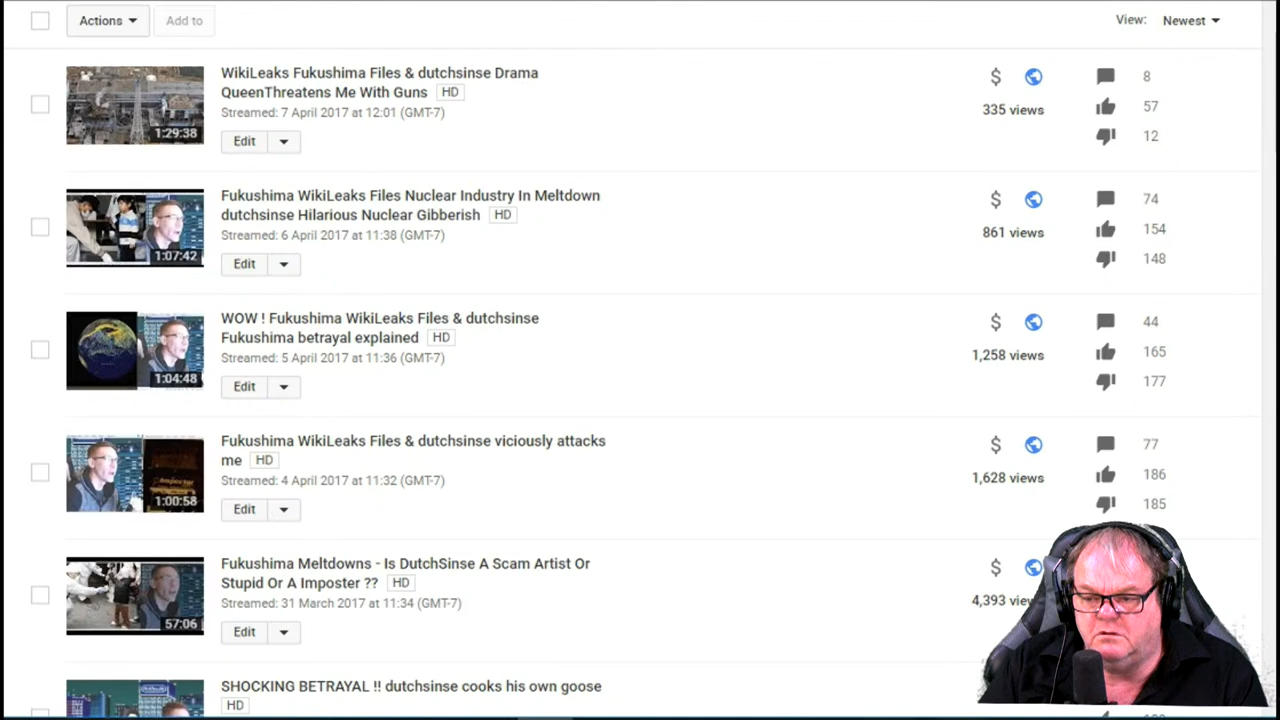 Actions Add to View: Newest
WikiLeaks Fukushima Files & dutchsinse Drama
QueenThreatens Me With Guns HD
Streamed: 7 April 2017 at 12:01 (GMT-7)
1:29:38
Edit
$
335 views
8
57
12
Fukushima WikiLeaks Files Nuclear Industry In Meltdown
dutchsinse Hilarious Nuclear Gibberish HD
Streamed: 6 April 2017 at 11:38 (GMT-7)
1:07:42
Edit
$
861 views
74
154
148
WOW ! Fukushima WikiLeaks Files & dutchsinse
Fukushima betrayal explained HD
Streamed: 5 April 2017 at 11:36 (GMT-7)
1:04:48
Edit
$
1,258 views
44
165
177
Fukushima WikiLeaks Files & dutchsinse viciously attacks
me HD
Streamed: 4 April 2017 at 11:32 (GMT-7)
1:00:58
Edit
$
1,628 views
77
186
185
Fukushima Meltdowns - Is DutchSinse A Scam Artist Or
Stupid Or A Imposter ?? HD
Streamed: 31 March 2017 at 11:34 (GMT-7)
57:06
Edit
$
4,393
SHOCKING BETRAYAL !! dutchsinse cooks his own goose
HD